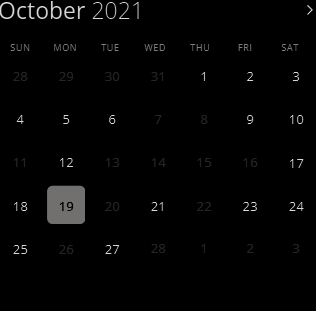 October 2021
SUN MON TUE WED THU FRI SAT
28 29 30 31 1 2 3
4 5 6 7 8 9 10
11 12 13 14 15 16 17
18 19 20 21 22 23 24
25 26 27 28 1 2 3